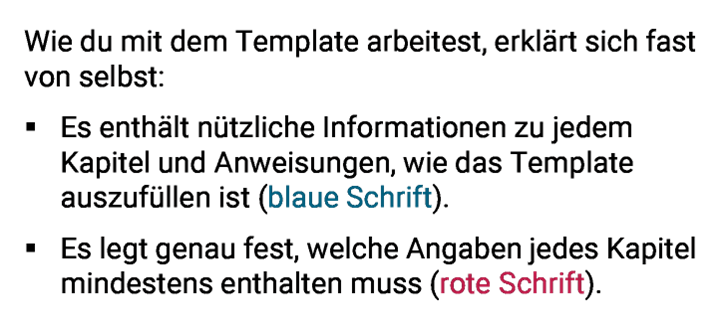 Wie du mit dem Template arbeitest, erklärt sich fast
von selbst:
▪ Es enthält nützliche Informationen zu jedem
Kapitel und Anweisungen, wie das Template
auszufüllen ist (blaue Schrift).
▪ Es legt genau fest, welche Angaben jedes Kapitel
mindestens enthalten muss (rote Schrift).